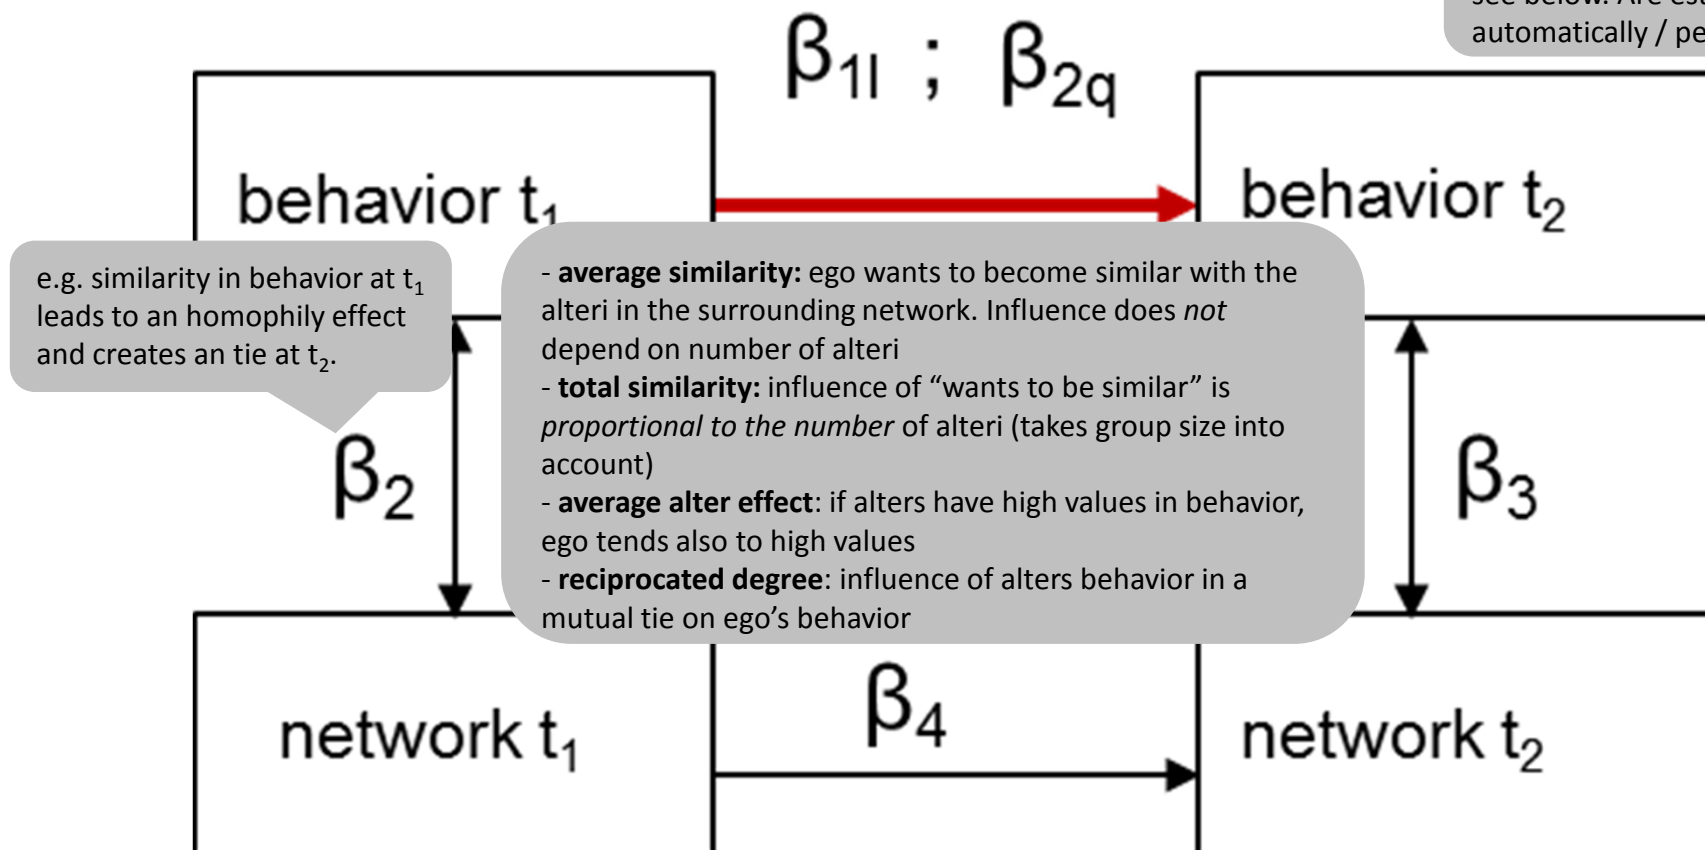 see below. Are
automatically /
β1l ; β2q
behavior t1
behavior t2
e.g. similarity in behavior at t1
leads to an homophily effect
and creates an tie at t2.
- average similarity: ego wants to become similar with the
alteri in the surrounding network. Influence does not
depend on number of alteri
- total similarity: influence of “wants to be similar” is
proportional to the number of alteri (takes group size into
account)
- average alter effect: if alters have high values in behavior,
ego tends also to high values
- reciprocated degree: influence of alters behavior in a
mutual tie on ego’s behavior
β2
β3
network t1
β4
network t2